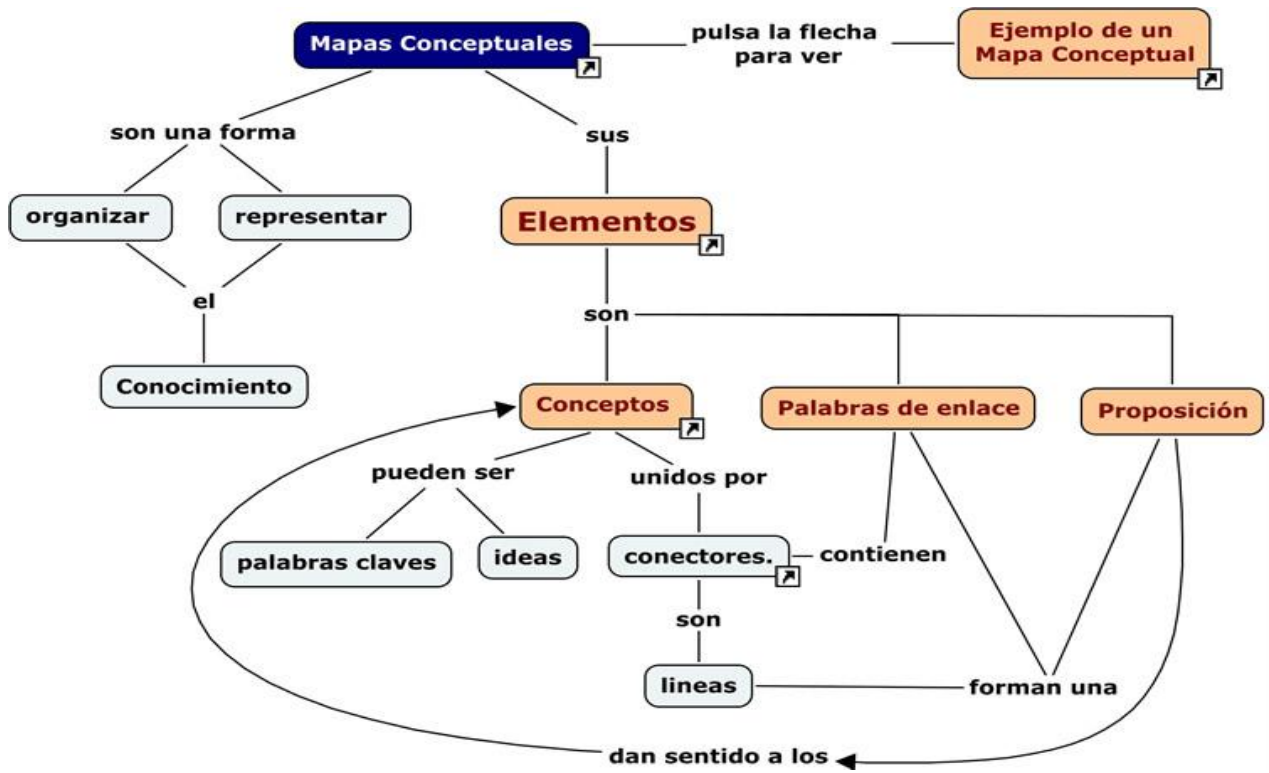 Mapas Conceptuales
pulsa la flecha
para ver
Ejemplo de un
Mapa Conceptual
son una forma
sus
organizar
representar
Elementos
el
son
Conocimiento
Conceptos
Palabras de enlace
Proposición
pueden ser
unidos por
palabras claves
ideas
conectores.
contienen
son
lineas
forman una
dan sentido a los